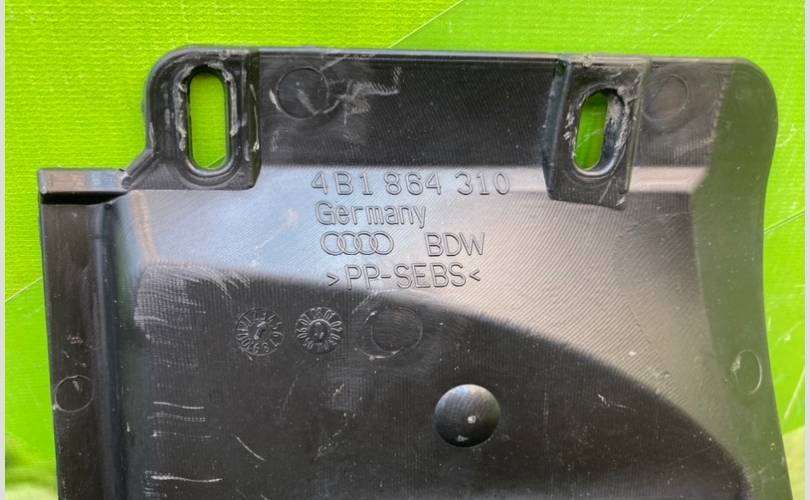 4B1 864 310
Germany
BDW
>PP-SEBS<